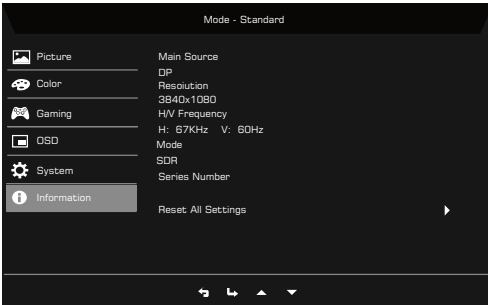 Mode - Standard
Picture
Color
Gaming
OSD
System
Information
Main Source
DP
Resoiution
3840x1080
H/V Frequency
H: 67KHz V: 60Hz
Mode
SDR
Series Number
Reset All Settings